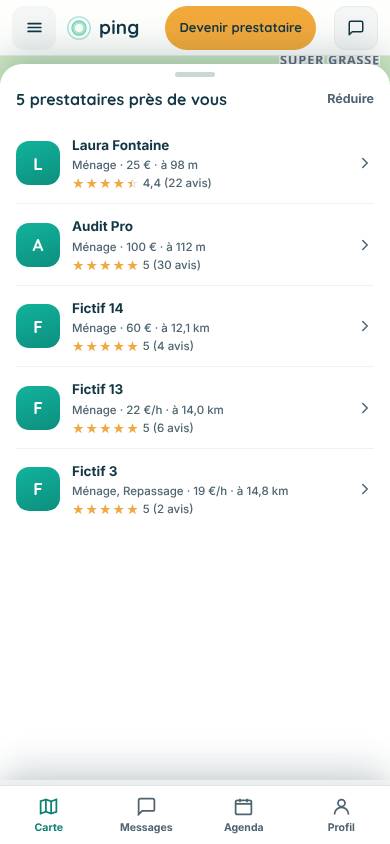 ping
Devenir prestataire
SUPER GRASSE
5 prestataires près de vous
Réduire
L
Laura Fontaine
Ménage · 25 € · à 98 m
4,4 (22 avis)
A
Audit Pro
Ménage · 100 € · à 112 m
5 (30 avis)
F
Fictif 14
Ménage · 60 € · à 12,1 km
5 (4 avis)
F
Fictif 13
Ménage · 22 €/h · à 14,0 km
5 (6 avis)
F
Fictif 3
Ménage, Repassage · 19 €/h · à 14,8 km
5 (2 avis)
Carte
Messages
Agenda
Profil